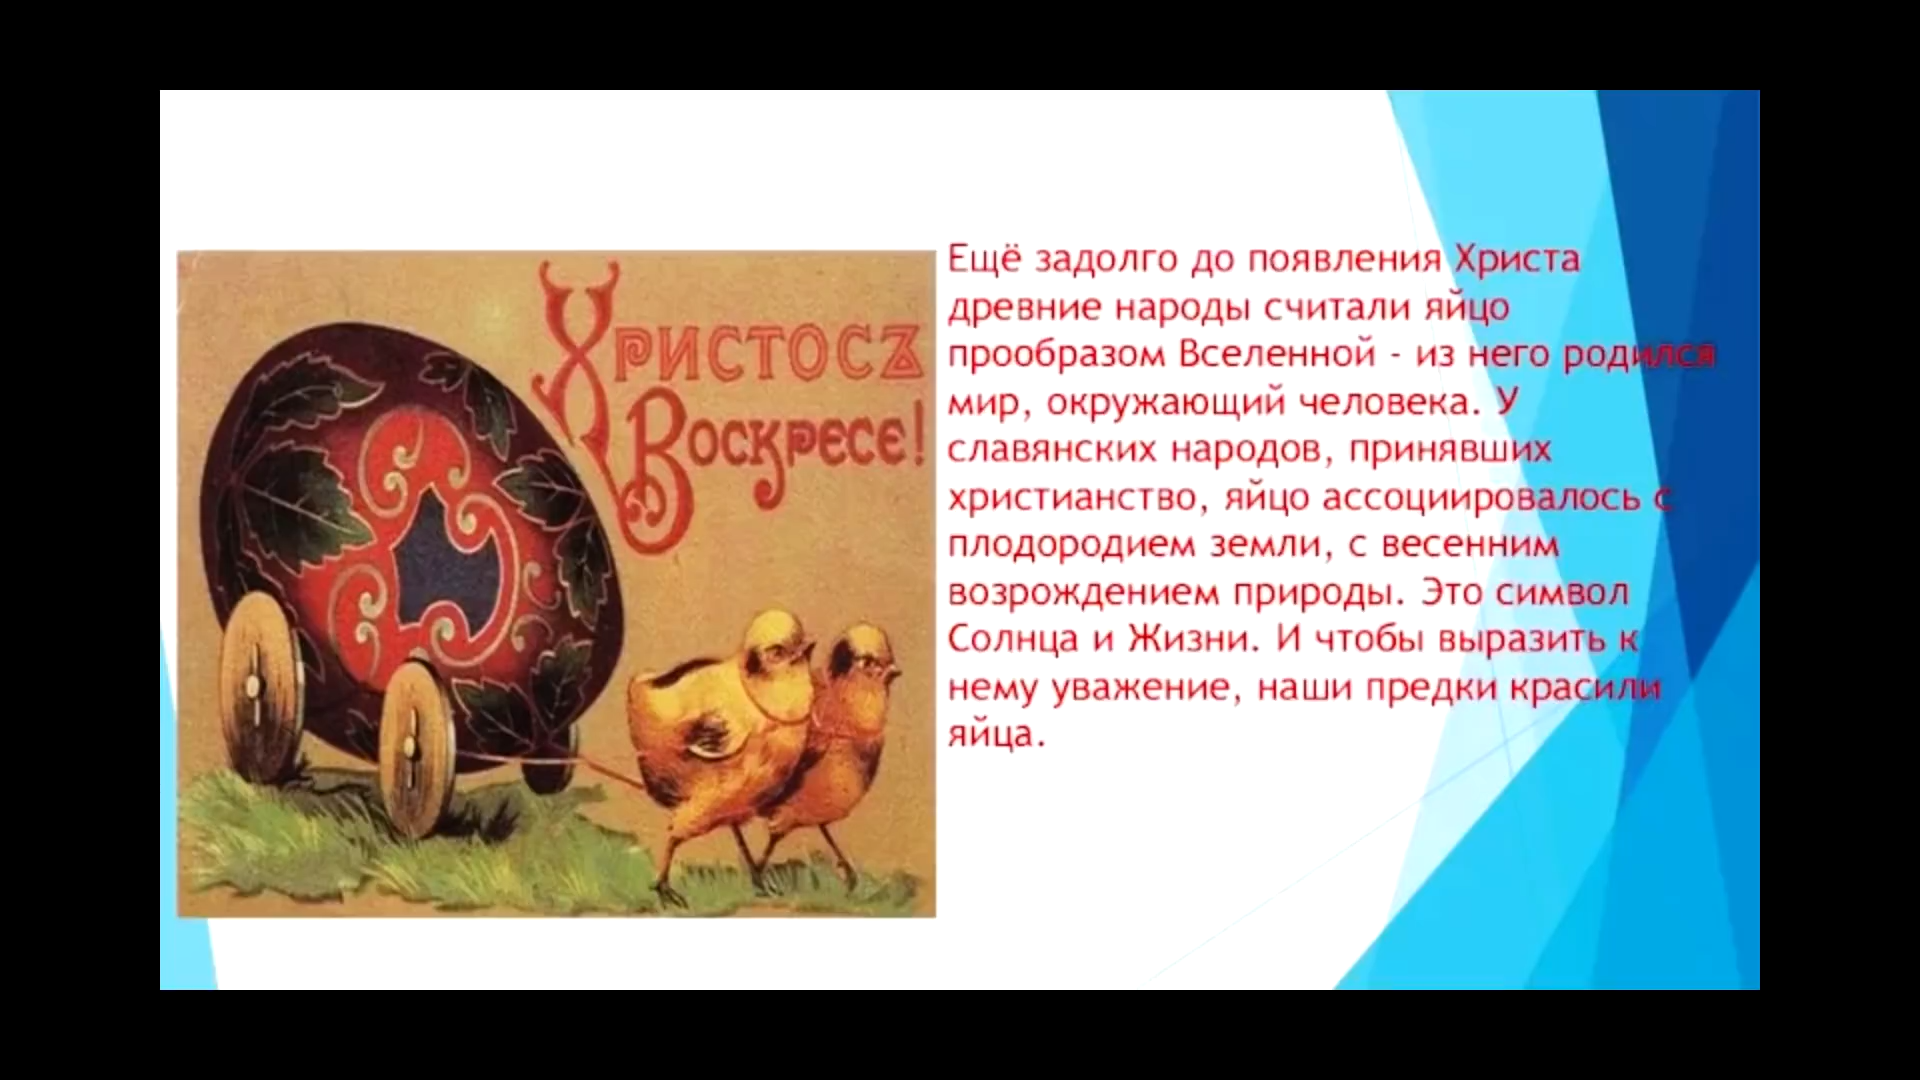 Христосъ
Воскресе!
Ещё задолго до появления Христа
древние народы считали яйцо
прообразом Вселенной - из него родился
мир, окружающий человека. У
славянских народов, принявших
христианство, яйцо ассоциировалось с
плодородием земли, с весенним
возрождением природы. Это символ
Солнца и Жизни. И чтобы выразить к
нему уважение, наши предки красили
яйца.